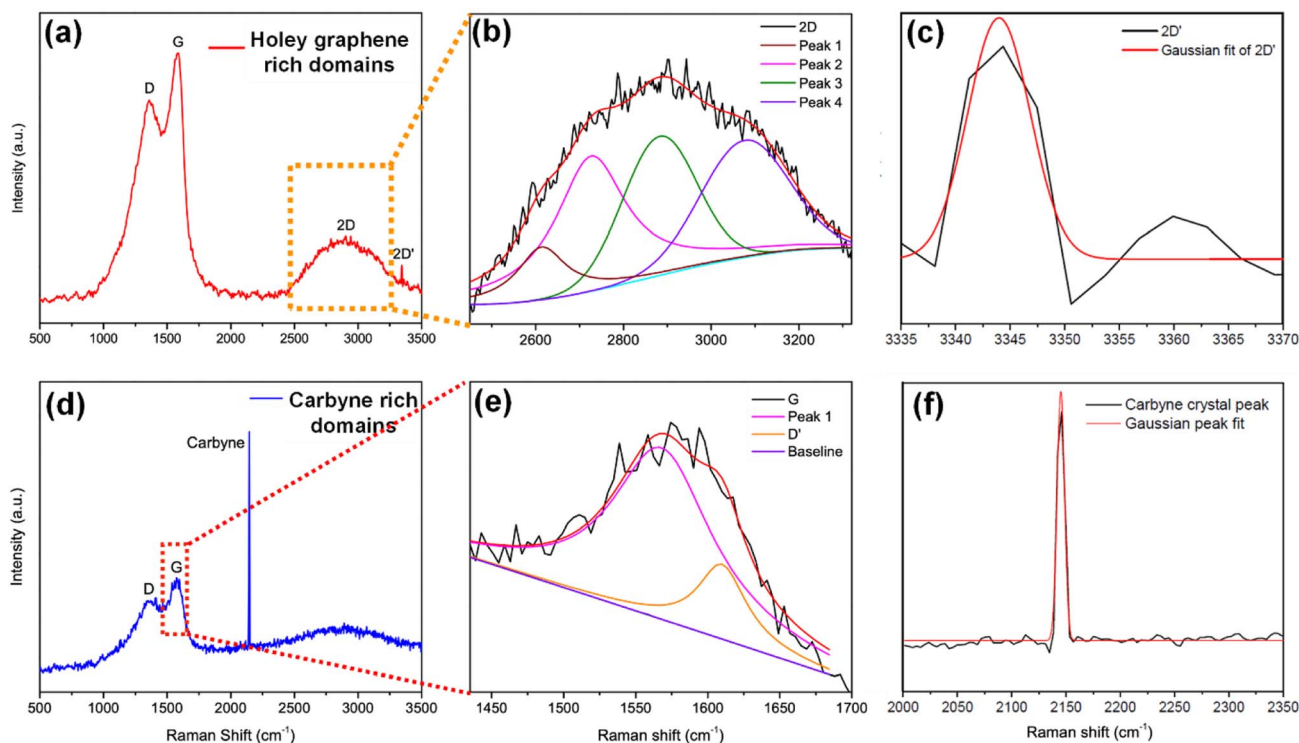 (a)
Holey graphene
rich domains
D
G
2D
2D'
Intensity (a.u.)
500 1000 1500 2000 2500 3000 3500
(b)
2D
Peak 1
Peak 2
Peak 3
Peak 4
2600 2800 3000 3200
(c)
2D'
Gaussian fit of 2D'
3335 3340 3345 3350 3355 3360 3365 3370
(d)
Carbyne rich
domains
Carbyne
D
G
Intensity (a.u.)
500 1000 1500 2000 2500 3000 3500
Raman Shift (cm-1)
(e)
G
Peak 1
D'
Baseline
1450 1500 1550 1600 1650 1700
Raman shift (cm-1)
(f)
Carbyne crystal peak
Gaussian peak fit
2000 2050 2100 2150 2200 2250 2300 2350
Raman shift (cm-1)